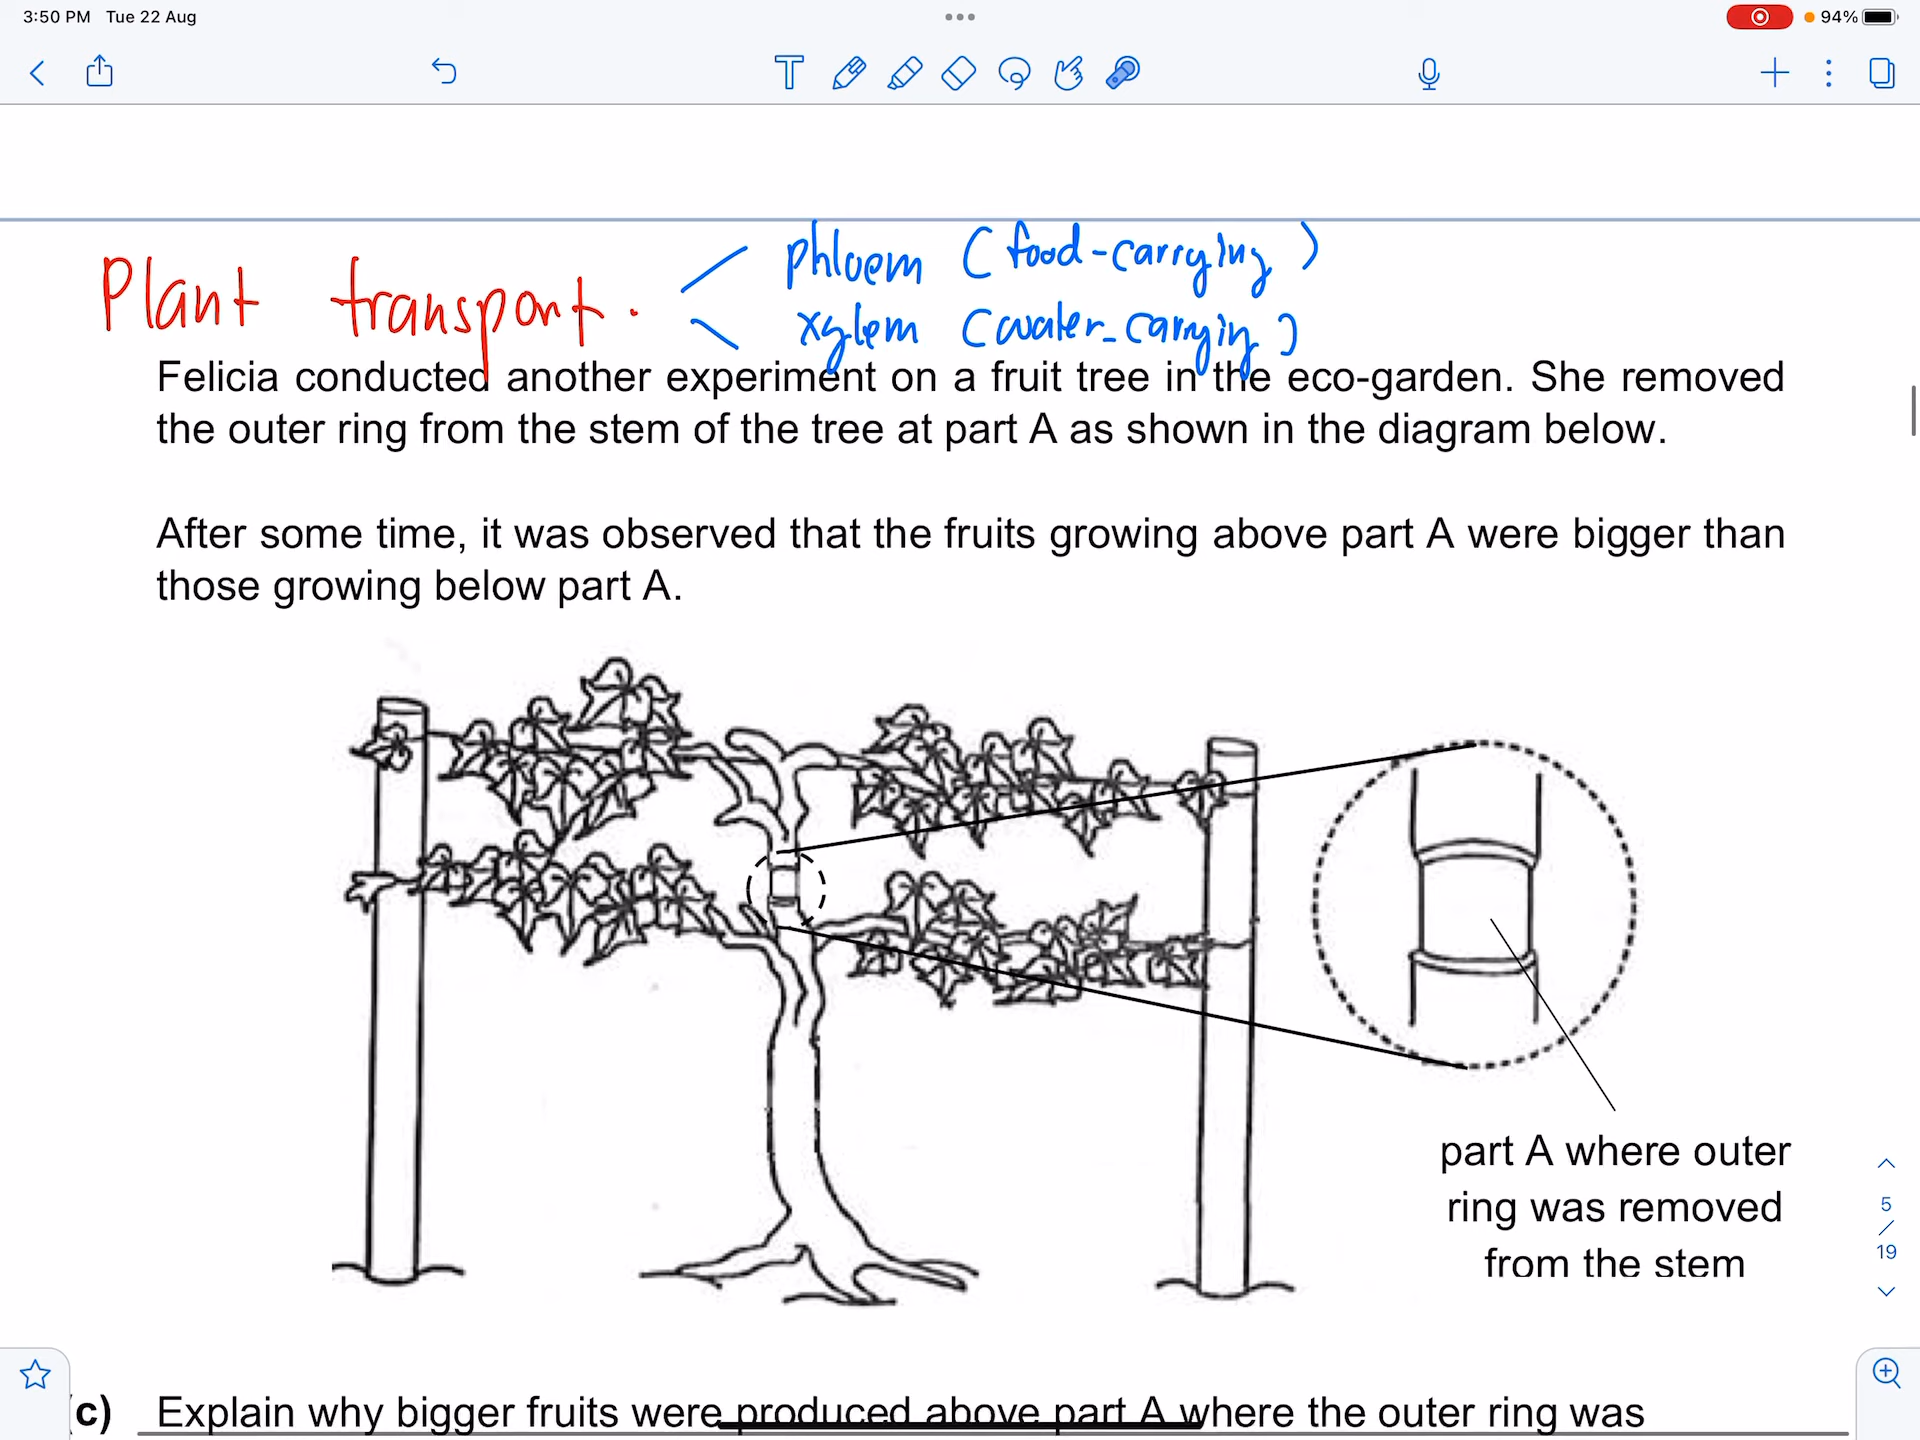 3:50 PM Tue 22 Aug
94%
T
phloem (food-carrying)
Plant transport.
xylem (water-carrying)
Felicia conducted another experiment on a fruit tree in the eco-garden. She removed
the outer ring from the stem of the tree at part A as shown in the diagram below.
After some time, it was observed that the fruits growing above part A were bigger than
those growing below part A.
part A where outer
ring was removed
from the stem
5
/
19
(c) Explain why bigger fruits were produced above part A where the outer ring was